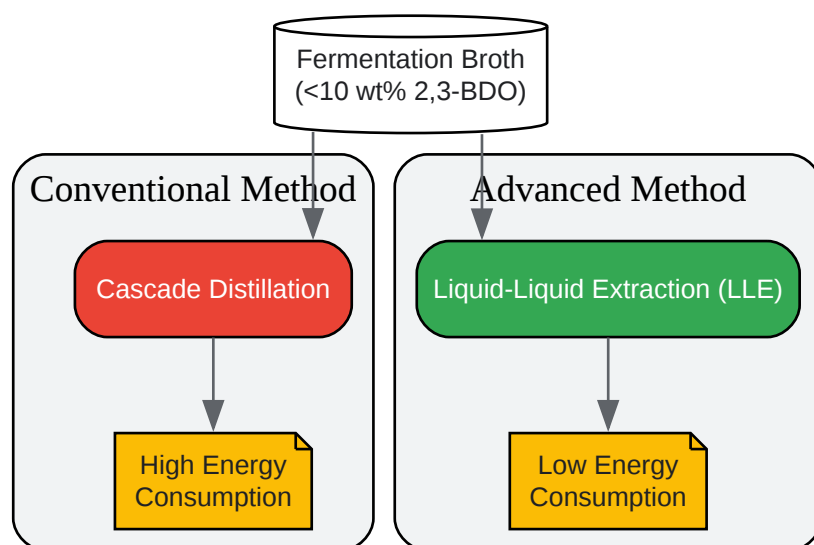 Fermentation Broth
(<10 wt% 2,3-BDO)
Conventional Method
Advanced Method
Cascade Distillation
Liquid-Liquid Extraction (LLE)
High Energy
Consumption
Low Energy
Consumption